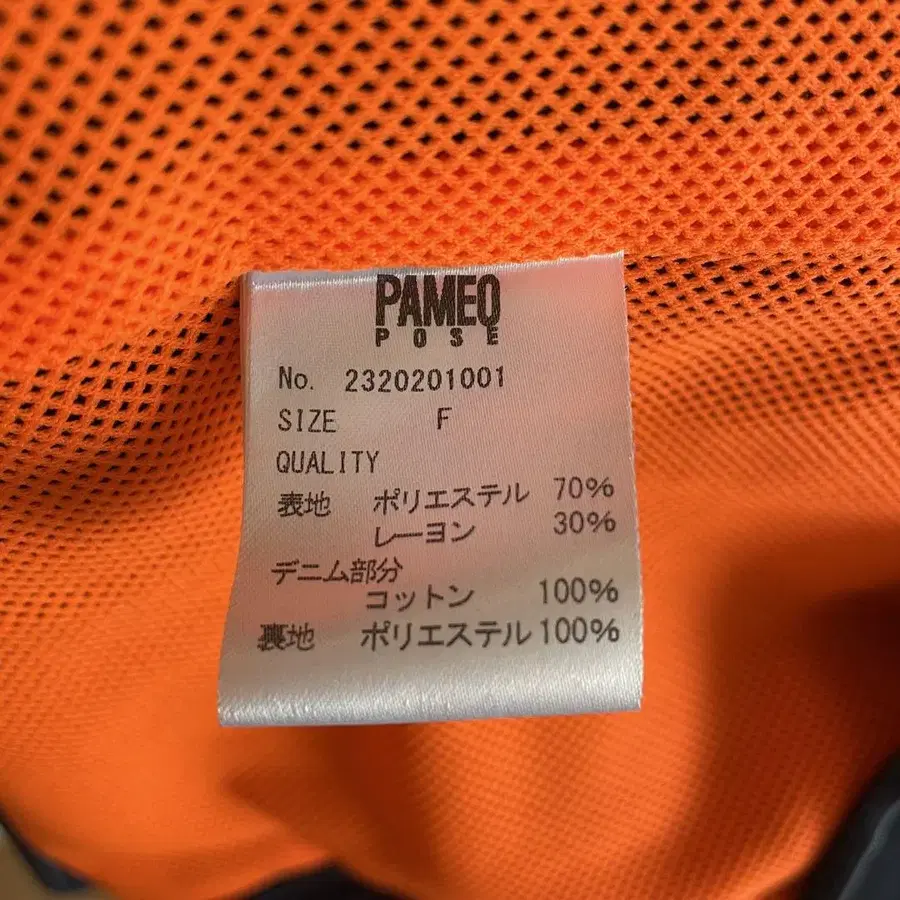 PAMEO
POSE
No. 2320201001
SIZE F
QUALITY
表地 ポリエステル 70%
レーヨン 30%
デニム部分
コットン 100%
裏地 ポリエステル 100%